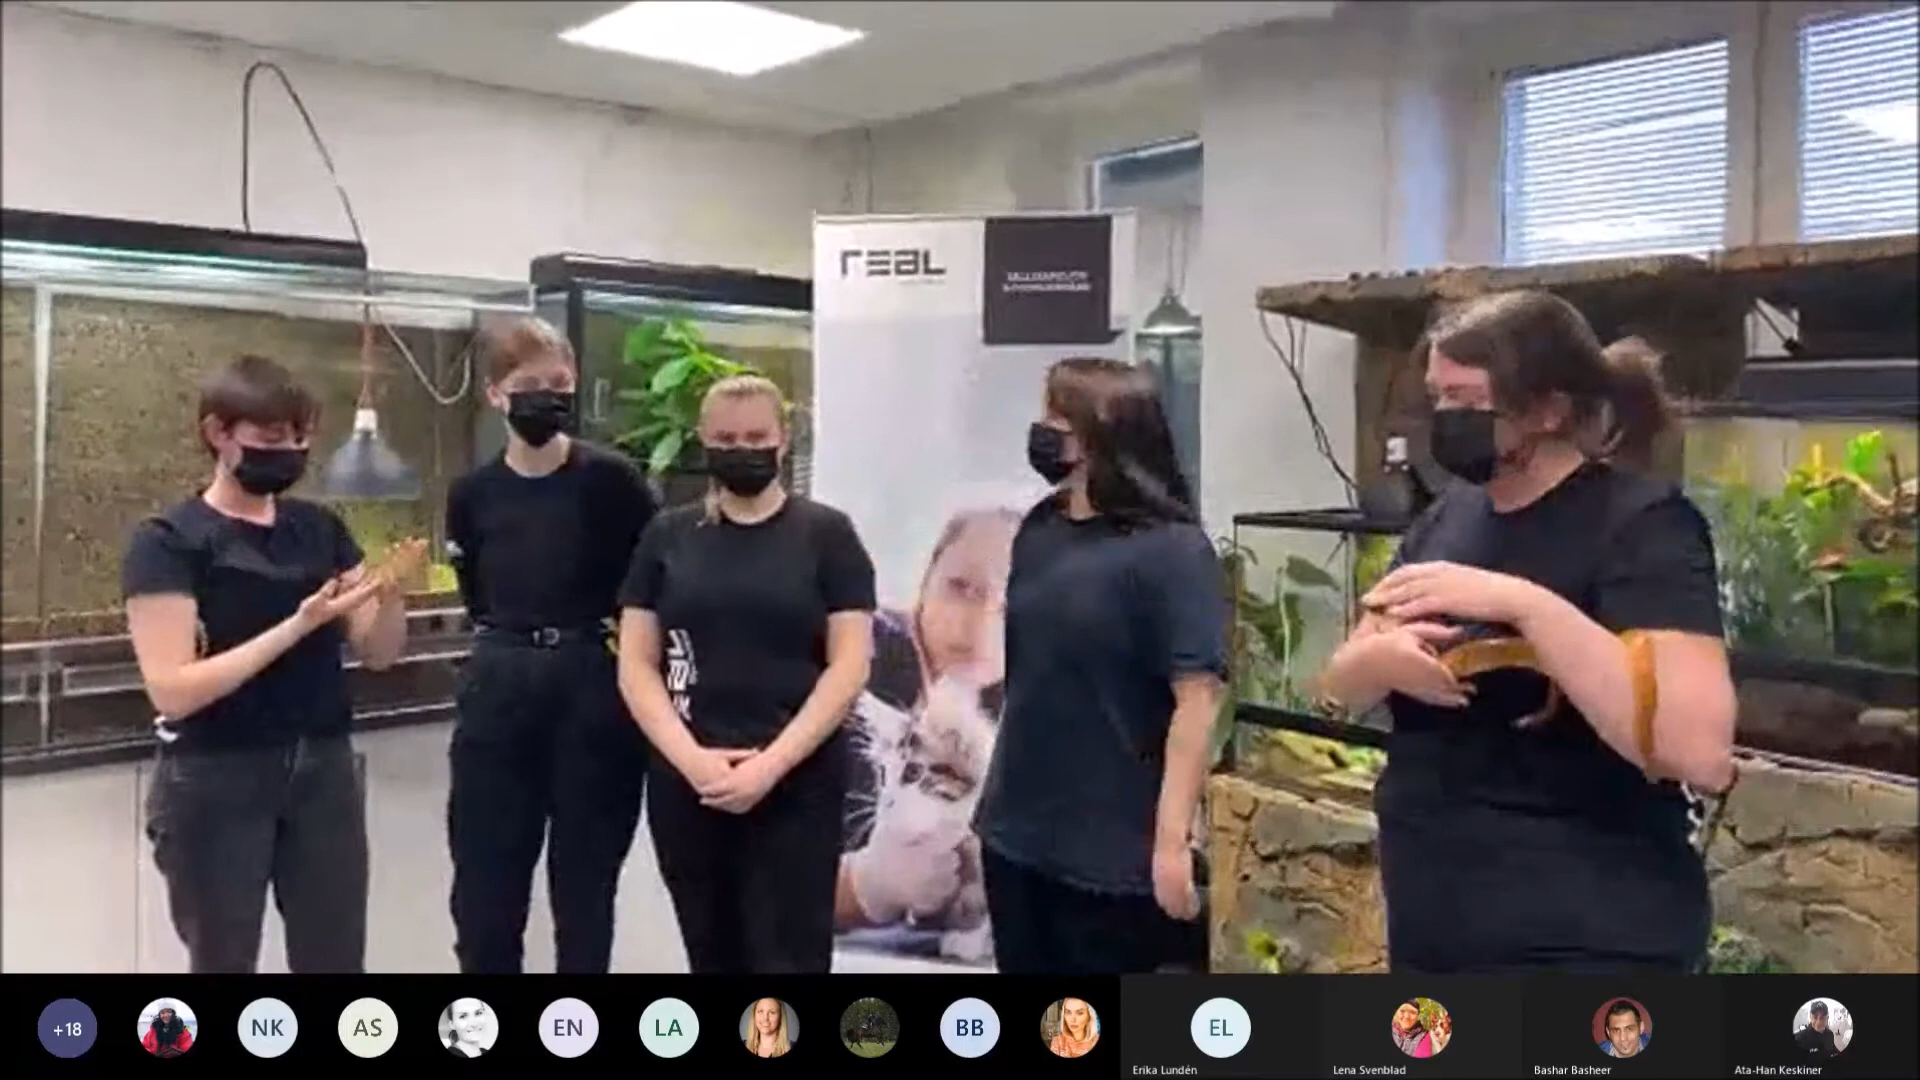 rEaL
+18
NK
AS
EN
LA
BB
EL
Erika Lundén
Lena Svenblad
Bashar Basheer
Ata-Han Keskiner